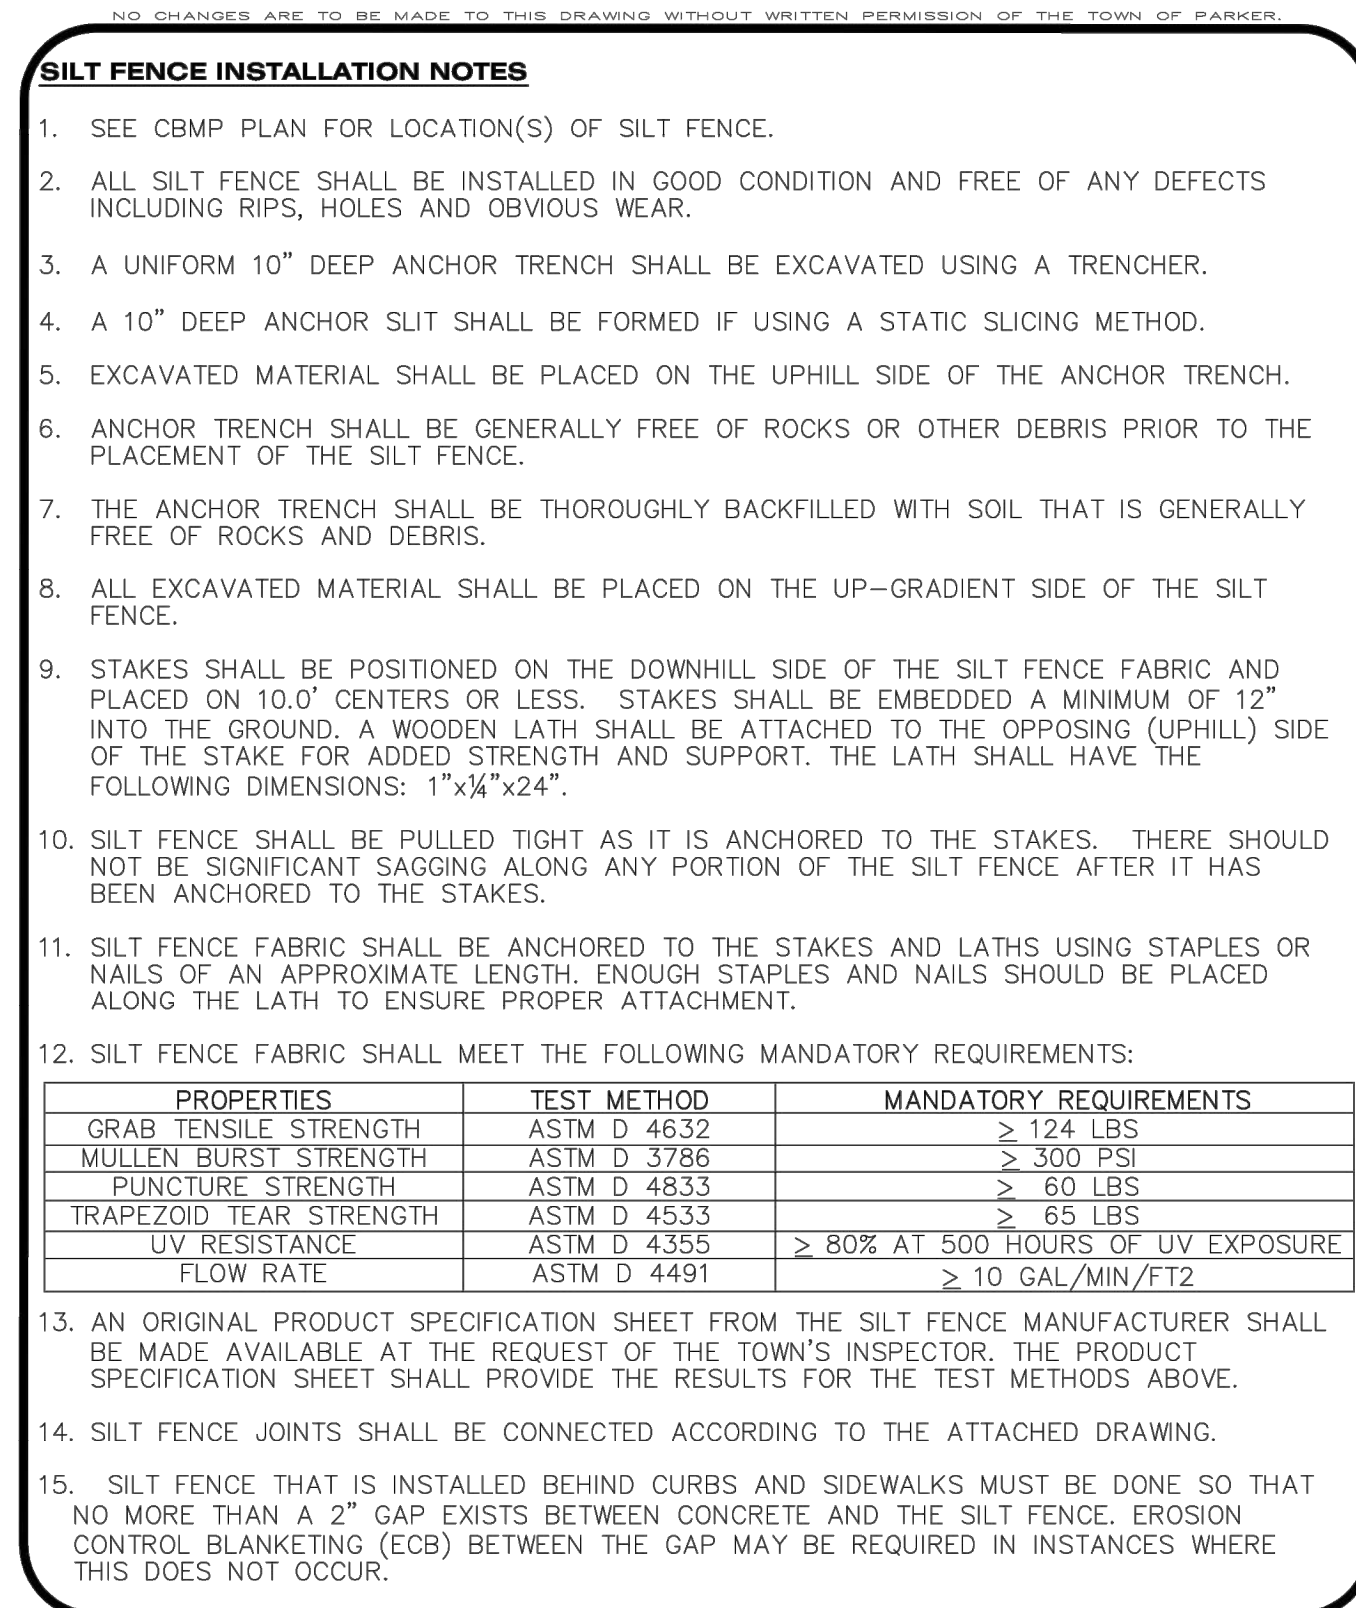 NO CHANGES ARE TO BE MADE TO THIS DRAWING WITHOUT WRITTEN PERMISSION OF THE TOWN OF PARKER.
SILT FENCE INSTALLATION NOTES
1. SEE CBMP PLAN FOR LOCATION(S) OF SILT FENCE.
2. ALL SILT FENCE SHALL BE INSTALLED IN GOOD CONDITION AND FREE OF ANY DEFECTS
INCLUDING RIPS, HOLES AND OBVIOUS WEAR.
3. A UNIFORM 10” DEEP ANCHOR TRENCH SHALL BE EXCAVATED USING A TRENCHER.
4. A 10” DEEP ANCHOR SLIT SHALL BE FORMED IF USING A STATIC SLICING METHOD.
5. EXCAVATED MATERIAL SHALL BE PLACED ON THE UPHILL SIDE OF THE ANCHOR TRENCH.
6. ANCHOR TRENCH SHALL BE GENERALLY FREE OF ROCKS OR OTHER DEBRIS PRIOR TO THE
PLACEMENT OF THE SILT FENCE.
7. THE ANCHOR TRENCH SHALL BE THOROUGHLY BACKFILLED WITH SOIL THAT IS GENERALLY
FREE OF ROCKS AND DEBRIS.
8. ALL EXCAVATED MATERIAL SHALL BE PLACED ON THE UP–GRADIENT SIDE OF THE SILT
FENCE.
9. STAKES SHALL BE POSITIONED ON THE DOWNHILL SIDE OF THE SILT FENCE FABRIC AND
PLACED ON 10.0’ CENTERS OR LESS. STAKES SHALL BE EMBEDDED A MINIMUM OF 12”
INTO THE GROUND. A WOODEN LATH SHALL BE ATTACHED TO THE OPPOSING (UPHILL) SIDE
OF THE STAKE FOR ADDED STRENGTH AND SUPPORT. THE LATH SHALL HAVE THE
FOLLOWING DIMENSIONS: 1”x¼”x24”.
10. SILT FENCE SHALL BE PULLED TIGHT AS IT IS ANCHORED TO THE STAKES. THERE SHOULD
NOT BE SIGNIFICANT SAGGING ALONG ANY PORTION OF THE SILT FENCE AFTER IT HAS
BEEN ANCHORED TO THE STAKES.
11. SILT FENCE FABRIC SHALL BE ANCHORED TO THE STAKES AND LATHS USING STAPLES OR
NAILS OF AN APPROXIMATE LENGTH. ENOUGH STAPLES AND NAILS SHOULD BE PLACED
ALONG THE LATH TO ENSURE PROPER ATTACHMENT.
12. SILT FENCE FABRIC SHALL MEET THE FOLLOWING MANDATORY REQUIREMENTS:
PROPERTIES TEST METHOD MANDATORY REQUIREMENTS
GRAB TENSILE STRENGTH ASTM D 4632 ≥ 124 LBS
MULLEN BURST STRENGTH ASTM D 3786 ≥ 300 PSI
PUNCTURE STRENGTH ASTM D 4833 ≥ 60 LBS
TRAPEZOID TEAR STRENGTH ASTM D 4533 ≥ 65 LBS
UV RESISTANCE ASTM D 4355 ≥ 80% AT 500 HOURS OF UV EXPOSURE
FLOW RATE ASTM D 4491 ≥ 10 GAL/MIN/FT2
13. AN ORIGINAL PRODUCT SPECIFICATION SHEET FROM THE SILT FENCE MANUFACTURER SHALL
BE MADE AVAILABLE AT THE REQUEST OF THE TOWN’S INSPECTOR. THE PRODUCT
SPECIFICATION SHEET SHALL PROVIDE THE RESULTS FOR THE TEST METHODS ABOVE.
14. SILT FENCE JOINTS SHALL BE CONNECTED ACCORDING TO THE ATTACHED DRAWING.
15. SILT FENCE THAT IS INSTALLED BEHIND CURBS AND SIDEWALKS MUST BE DONE SO THAT
NO MORE THAN A 2” GAP EXISTS BETWEEN CONCRETE AND THE SILT FENCE. EROSION
CONTROL BLANKETING (ECB) BETWEEN THE GAP MAY BE REQUIRED IN INSTANCES WHERE
THIS DOES NOT OCCUR.